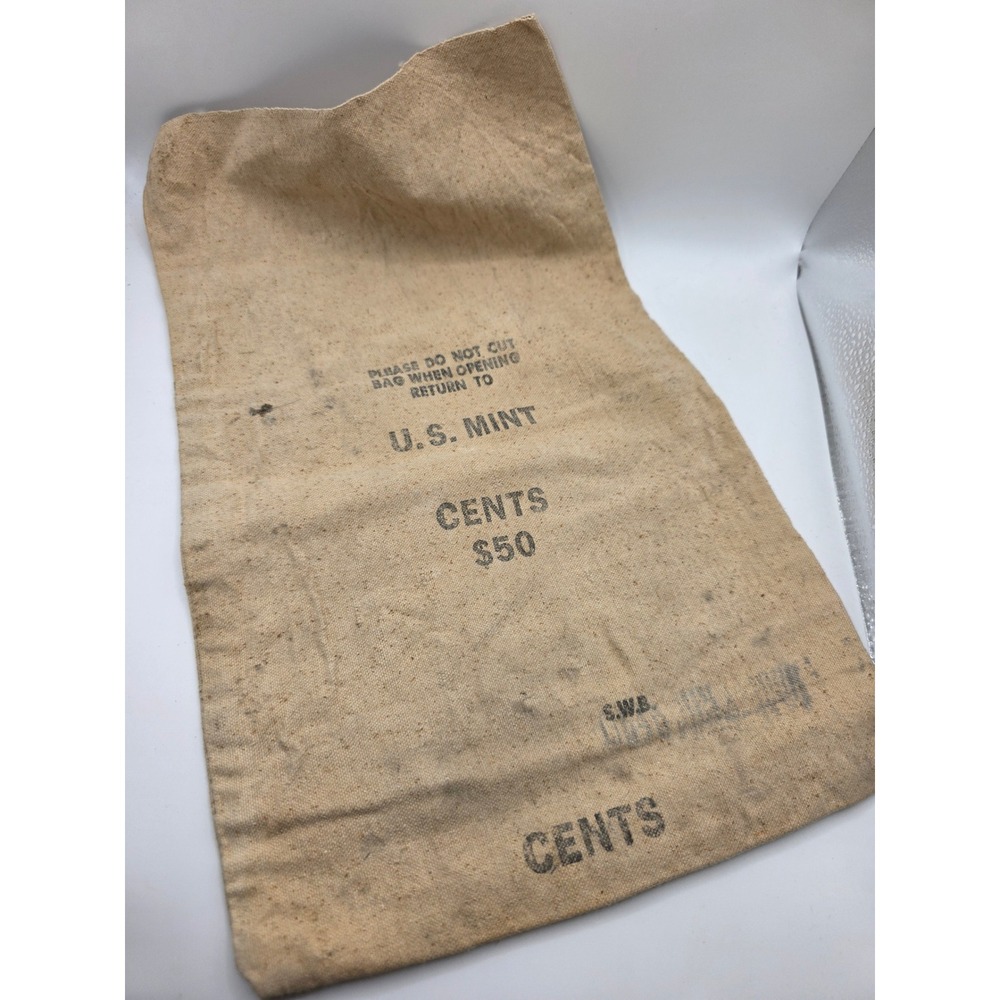 PLEASE DO NOT CUT
BAG WHEN OPENING
RETURN TO
U.S. MINT
CENTS
$50
S.W.B.
CENTS